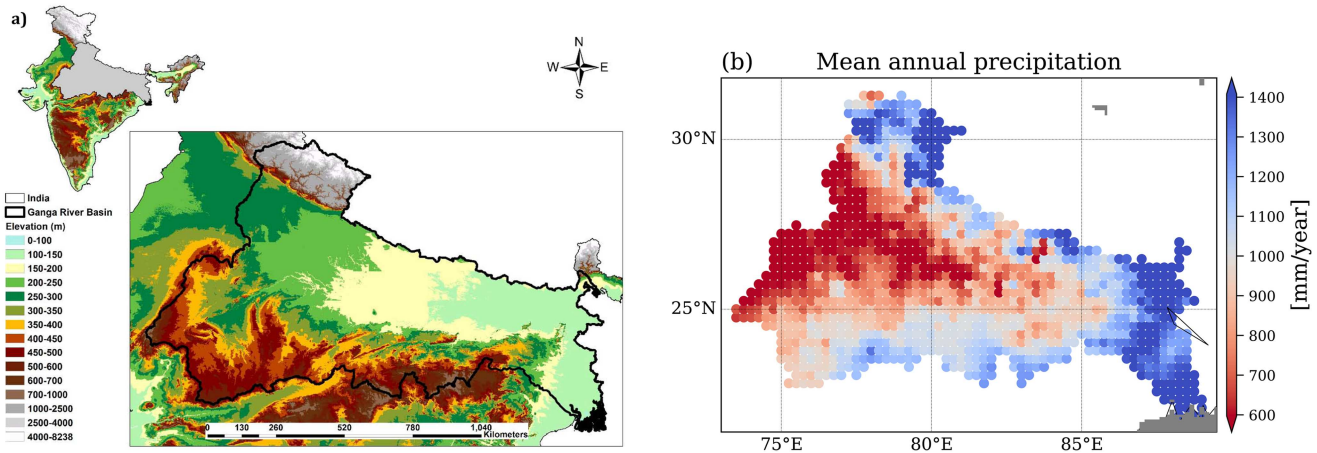 a)
N
W E
S
India
Ganga River Basin
Elevation (m)
0-100
100-150
150-200
200-250
250-300
300-350
350-400
400-450
450-500
500-600
600-700
700-1000
1000-2500
2500-4000
4000-8238
0 130 260 520 780 1,040
Kilometers
(b) Mean annual precipitation
30°N
25°N
75°E 80°E 85°E
1400
1300
1200
1100
1000
900
800
700
600
[mm/year]